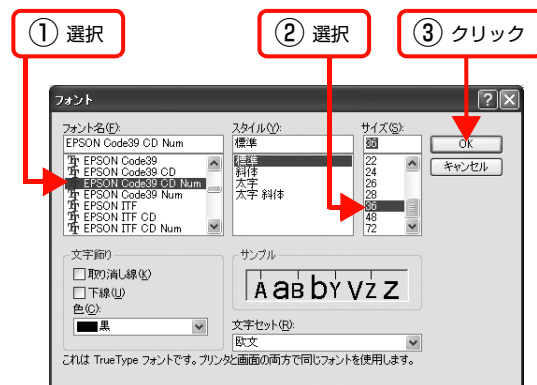 ① 選択
② 選択
③ クリック
フォント
フォント名(F):
スタイル(Y):
サイズ(S):
EPSON Code39 CD Num
標準
36
OK
キャンセル
EPSON Code39
EPSON Code39 CD
EPSON Code39 CD Num
EPSON Code39 Num
EPSON ITF
EPSON ITF CD
EPSON ITF CD Num
標準
斜体
太字
太字 斜体
22
24
26
28
36
48
72
文字飾り
取り消し線(K)
下線(U)
色(C):
黒
サンプル
AaBbYyZz
文字セット(R):
欧文
これは TrueType フォントです。プリンタと画面の両方で同じフォントを使用します。